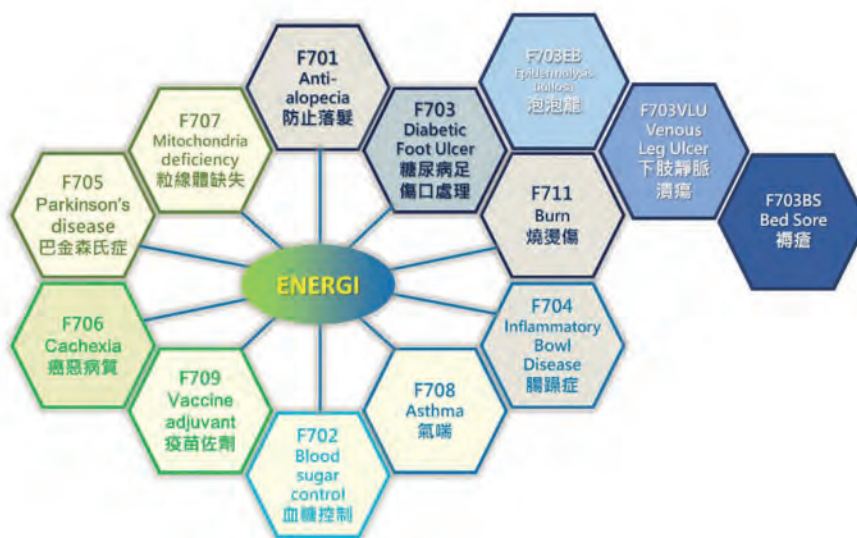 F701
Anti-
alopecia
防止落髮
F703EB
Epidermolysis
Bullosa
泡泡龍
F707
Mitochondria
deficiency
粒線體缺失
F703
Diabetic
Foot Ulcer
糖尿病足
傷口處理
F703VLU
Venous
Leg Ulcer
下肢靜脈
潰瘍
F705
Parkinson's
disease
巴金森氏症
F711
Burn
燒燙傷
F703BS
Bed Sore
褥瘡
ENERGI
F706
Cachexia
癌惡病質
F704
Inflammatory
Bowl
Disease
腸躁症
F709
Vaccine
adjuvant
疫苗佐劑
F708
Asthma
氣喘
F702
Blood
sugar
control
血糖控制